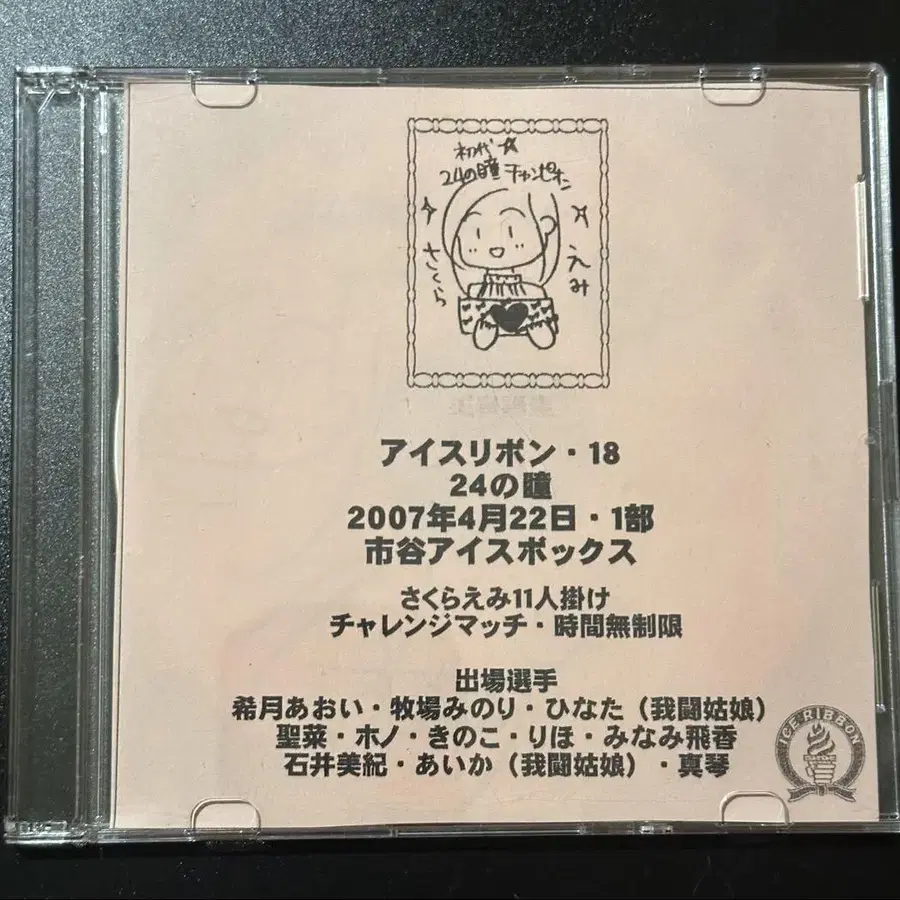 初代☆
24の瞳チャンピオン
さくら
えみ
アイスリボン・18
24の瞳
2007年4月22日・1部
市谷アイスボックス
さくらえみ11人掛け
チャレンジマッチ・時間無制限
出場選手
希月あおい・牧場みのり・ひなた（我闘姑娘）
聖菜・ホノ・きのこ・りほ・みなみ飛香
石井美紀・あいか（我闘姑娘）・真琴
ICE RIBBON